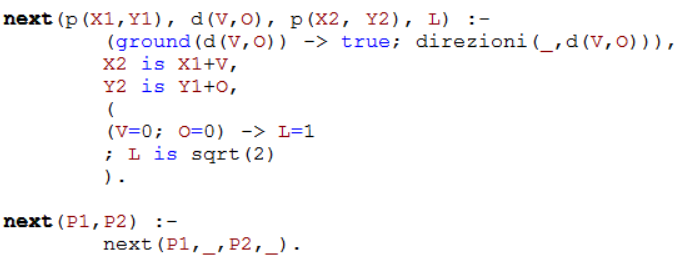 next(p(X1,Y1), d(V,O), p(X2, Y2), L) :-
(ground(d(V,O)) -> true; direzioni(_,d(V,O))),
X2 is X1+V,
Y2 is Y1+O,
(
(V=0; O=0) -> L=1
; L is sqrt(2)
).
next(P1,P2) :-
next(P1,_,P2,_).